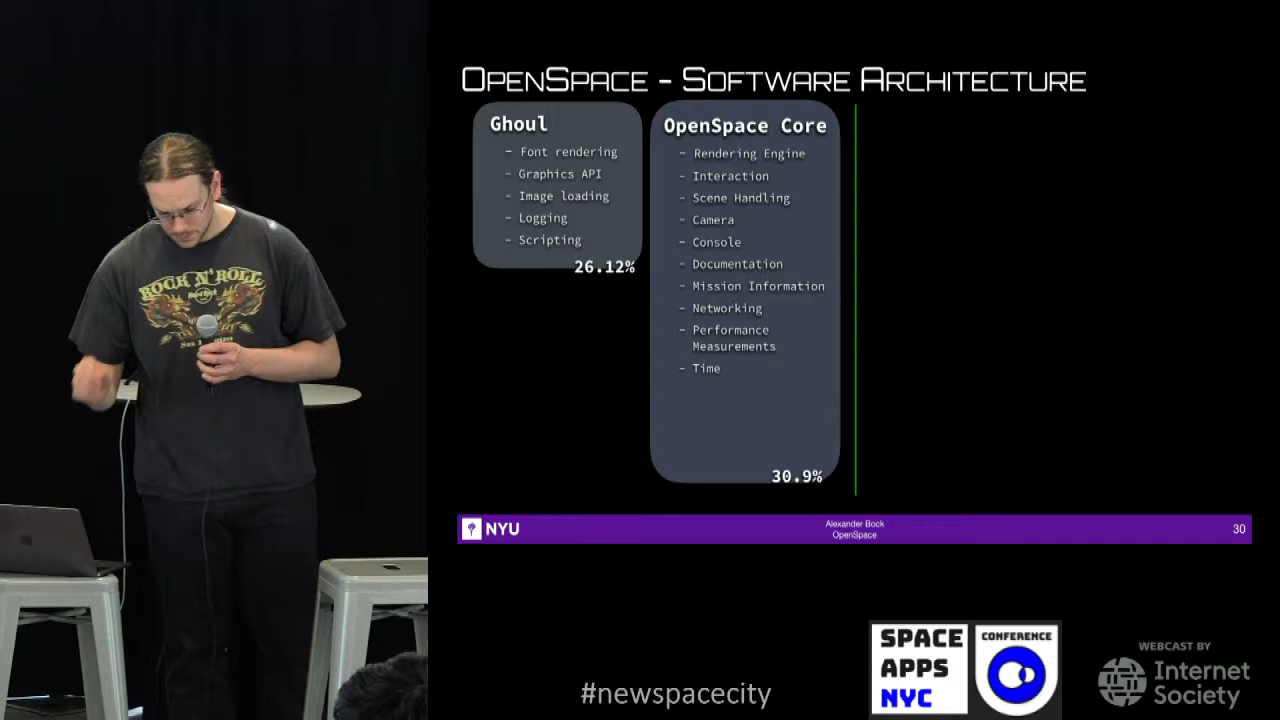 OPENSPACE - SOFTWARE ARCHITECTURE
Ghoul
- Font rendering
- Graphics API
- Image loading
- Logging
- Scripting
26.12%
OpenSpace Core
- Rendering Engine
- Interaction
- Scene Handling
- Camera
- Console
- Documentation
- Mission Information
- Networking
- Performance
Measurements
- Time
30.9%
ROCK N' ROLL
Hard Rock
NYU
Alexander Bock
OpenSpace
30
#newspacecity
SPACE
APPS
NYC
CONFERENCE
WEBCAST BY
Internet
Society